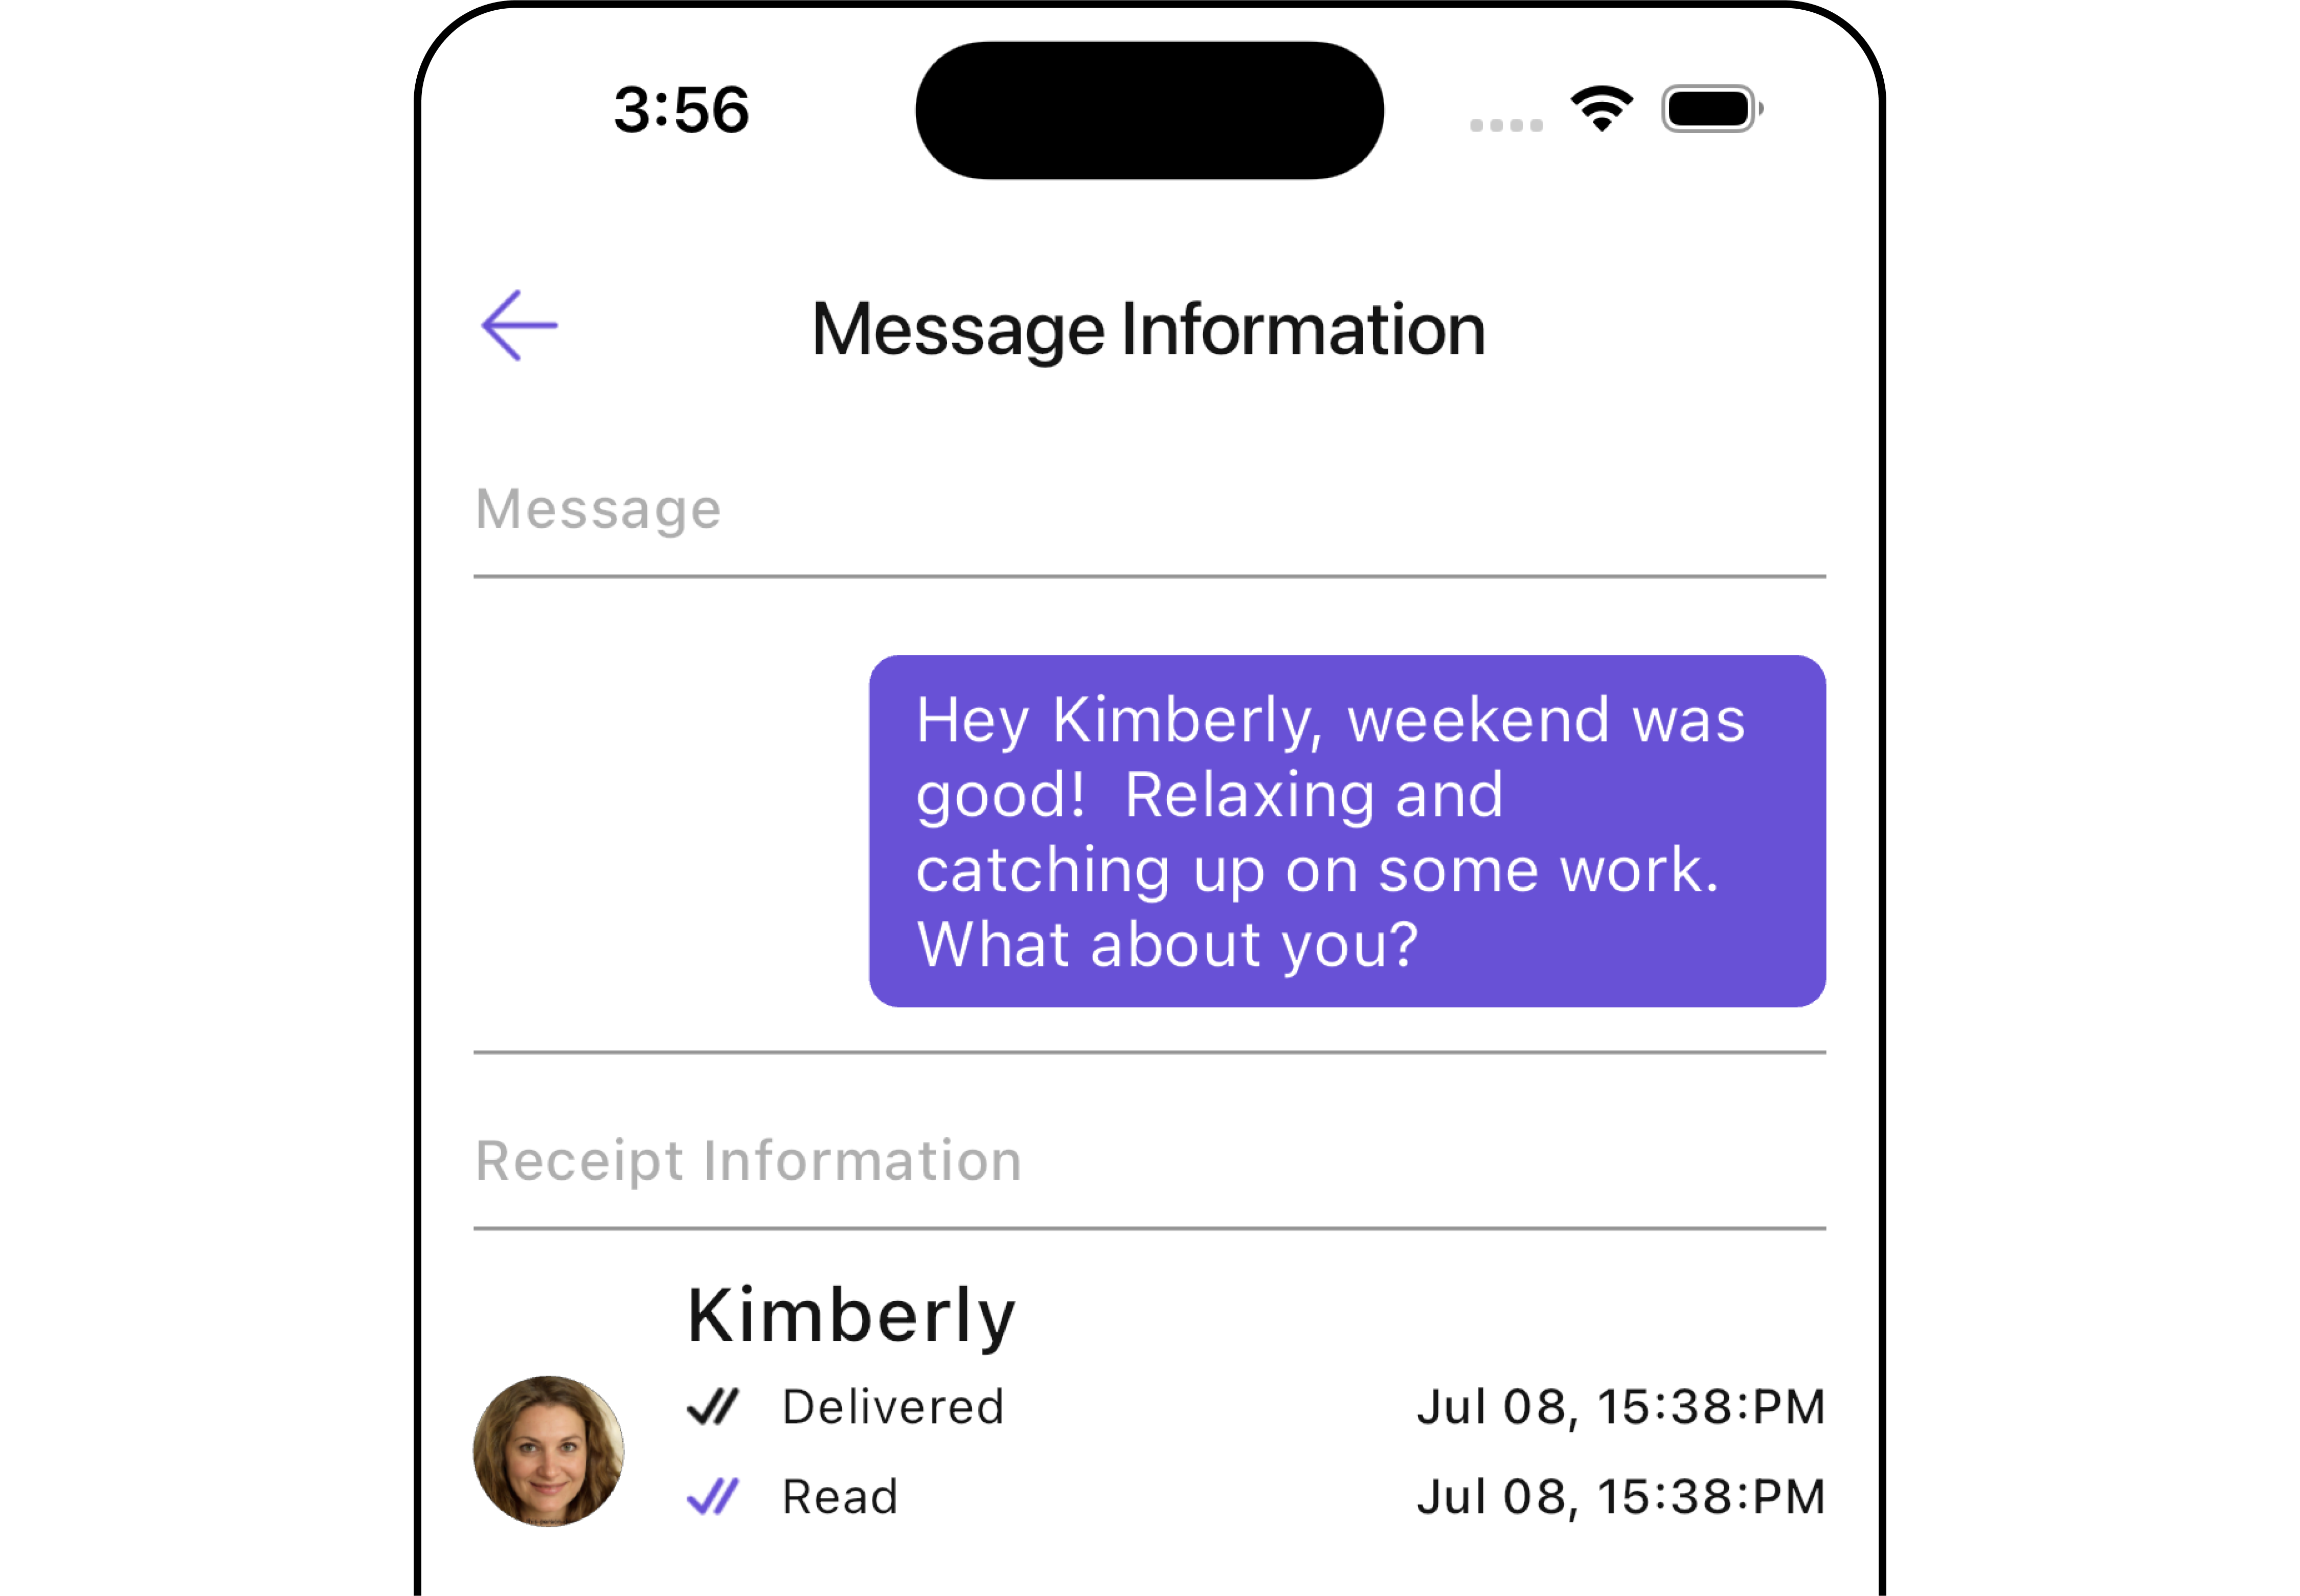 3:56
Message Information
Message
Hey Kimberly, weekend was
good!  Relaxing and
catching up on some work.
What about you?
Receipt Information
Kimberly
Delivered Jul 08, 15:38:PM
Read Jul 08, 15:38:PM